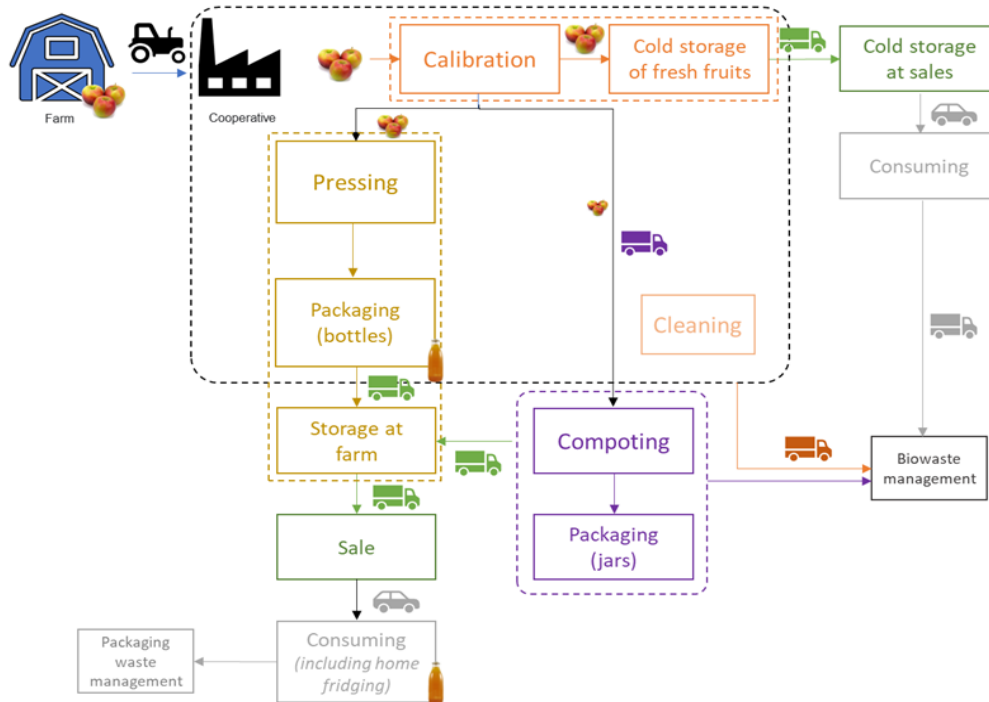 Farm
Cooperative
Calibration
Cold storage
of fresh fruits
Cold storage
at sales
Consuming
Pressing
Packaging
(bottles)
Cleaning
Storage at
farm
Compoting
Biowaste
management
Sale
Packaging
(jars)
Packaging
waste
management
Consuming
(including home
fridging)